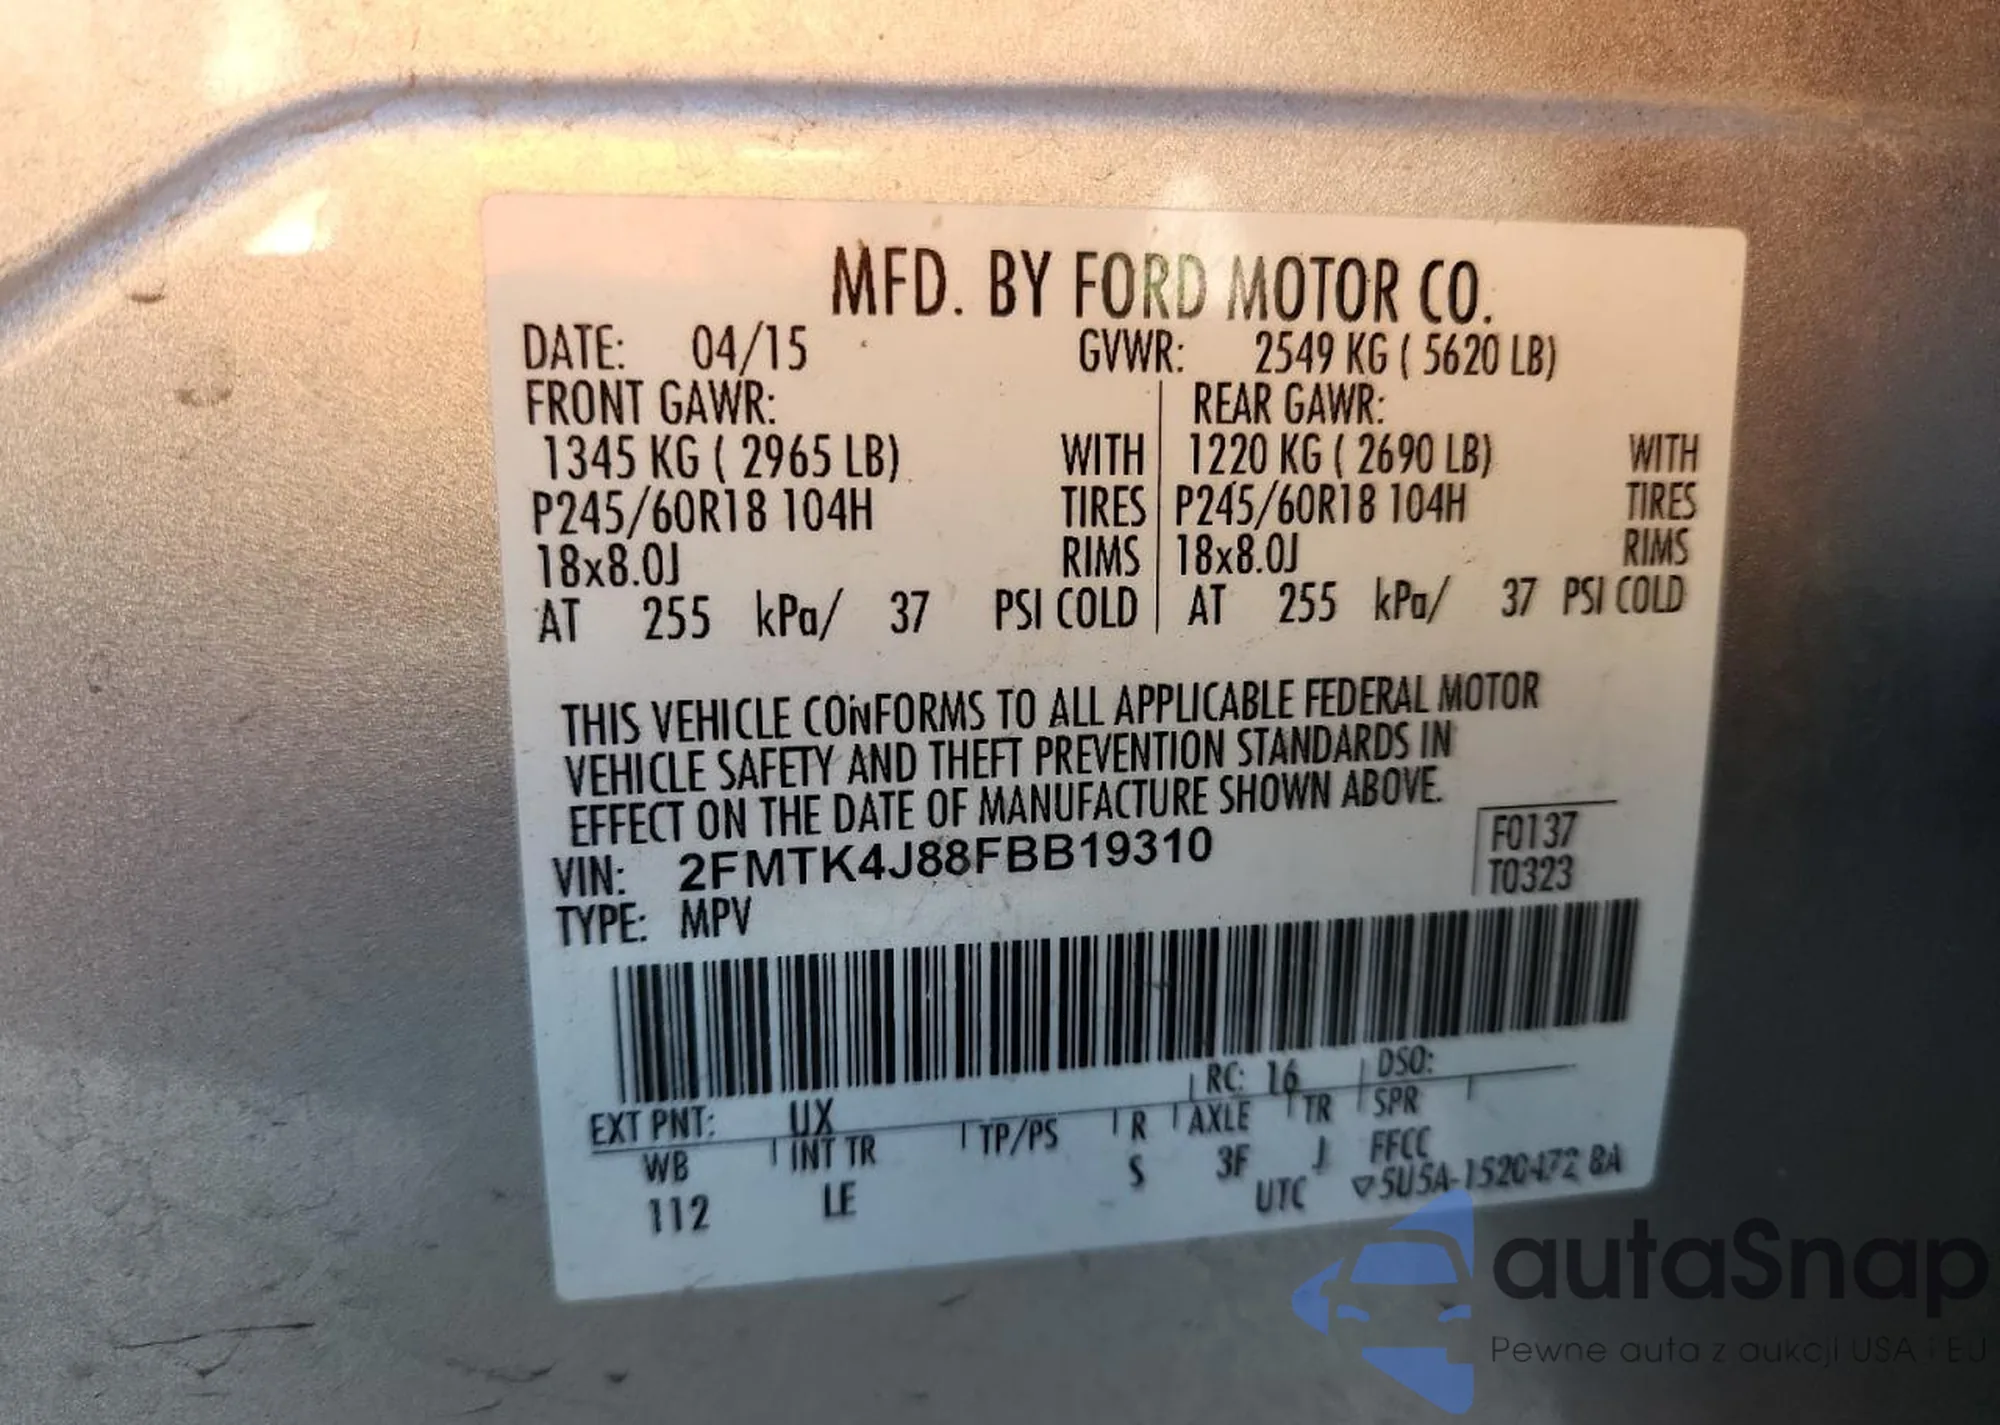 MFD. BY FORD MOTOR CO.
DATE: 04/15 GVWR: 2549 KG ( 5620 LB)
FRONT GAWR: REAR GAWR:
1345 KG ( 2965 LB) WITH 1220 KG ( 2690 LB) WITH
P245/60R18 104H TIRES P245/60R18 104H TIRES
18x8.0J RIMS 18x8.0J RIMS
AT 255 kPa/ 37 PSI COLD AT 255 kPa/ 37 PSI COLD
THIS VEHICLE CONFORMS TO ALL APPLICABLE FEDERAL MOTOR
VEHICLE SAFETY AND THEFT PREVENTION STANDARDS IN
EFFECT ON THE DATE OF MANUFACTURE SHOWN ABOVE.
VIN: 2FMTK4J88FBB19310
F0137
T0323
TYPE: MPV
EXT PNT: UX RC: 16 DSO:
WB INT TR TP/PS R AXLE TR SPR
112 LE S 3F J FFCC
UTC ▽5U5A-1520472 BA
autaSnap
Pewne auta z aukcji USA i EU